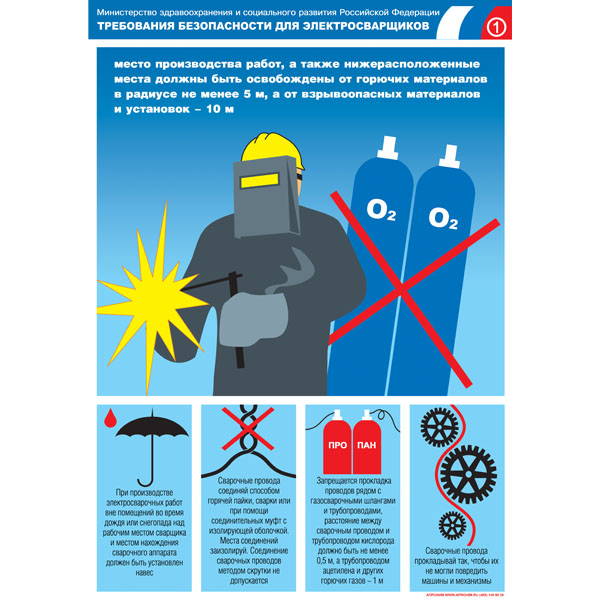 Министерство здравоохранения и социального развития Российской Федерации
ТРЕБОВАНИЯ БЕЗОПАСНОСТИ ДЛЯ ЭЛЕКТРОСВАРЩИКОВ
1
место производства работ, а также нижерасположенные
места должны быть освобождены от горючих материалов
в радиусе не менее 5 м, а от взрывоопасных материалов
и установок – 10 м
O2
O2
При производстве
электросварочных работ
вне помещений во время
дождя или снегопада над
рабочим местом сварщика
и местом нахождения
сварочного аппарата
должен быть установлен
навес
Сварочные провода
соединяй способом
горячей пайки, сварки или
при помощи
соединительных муфт с
изолирующей оболочкой.
Места соединений
заизолируй. Соединение
сварочных проводов
методом скрутки не
допускается
ПРО ПАН
Запрещается прокладка
проводов рядом с
газосварочными шлангами
и трубопроводами,
расстояние между
сварочным проводом и
трубопроводом кислорода
должно быть не менее
0,5 м, а трубопроводом
ацетилена и других
горючих газов – 1 м
Сварочные провода
прокладывай так, чтобы их
не могли повредить
машины и механизмы